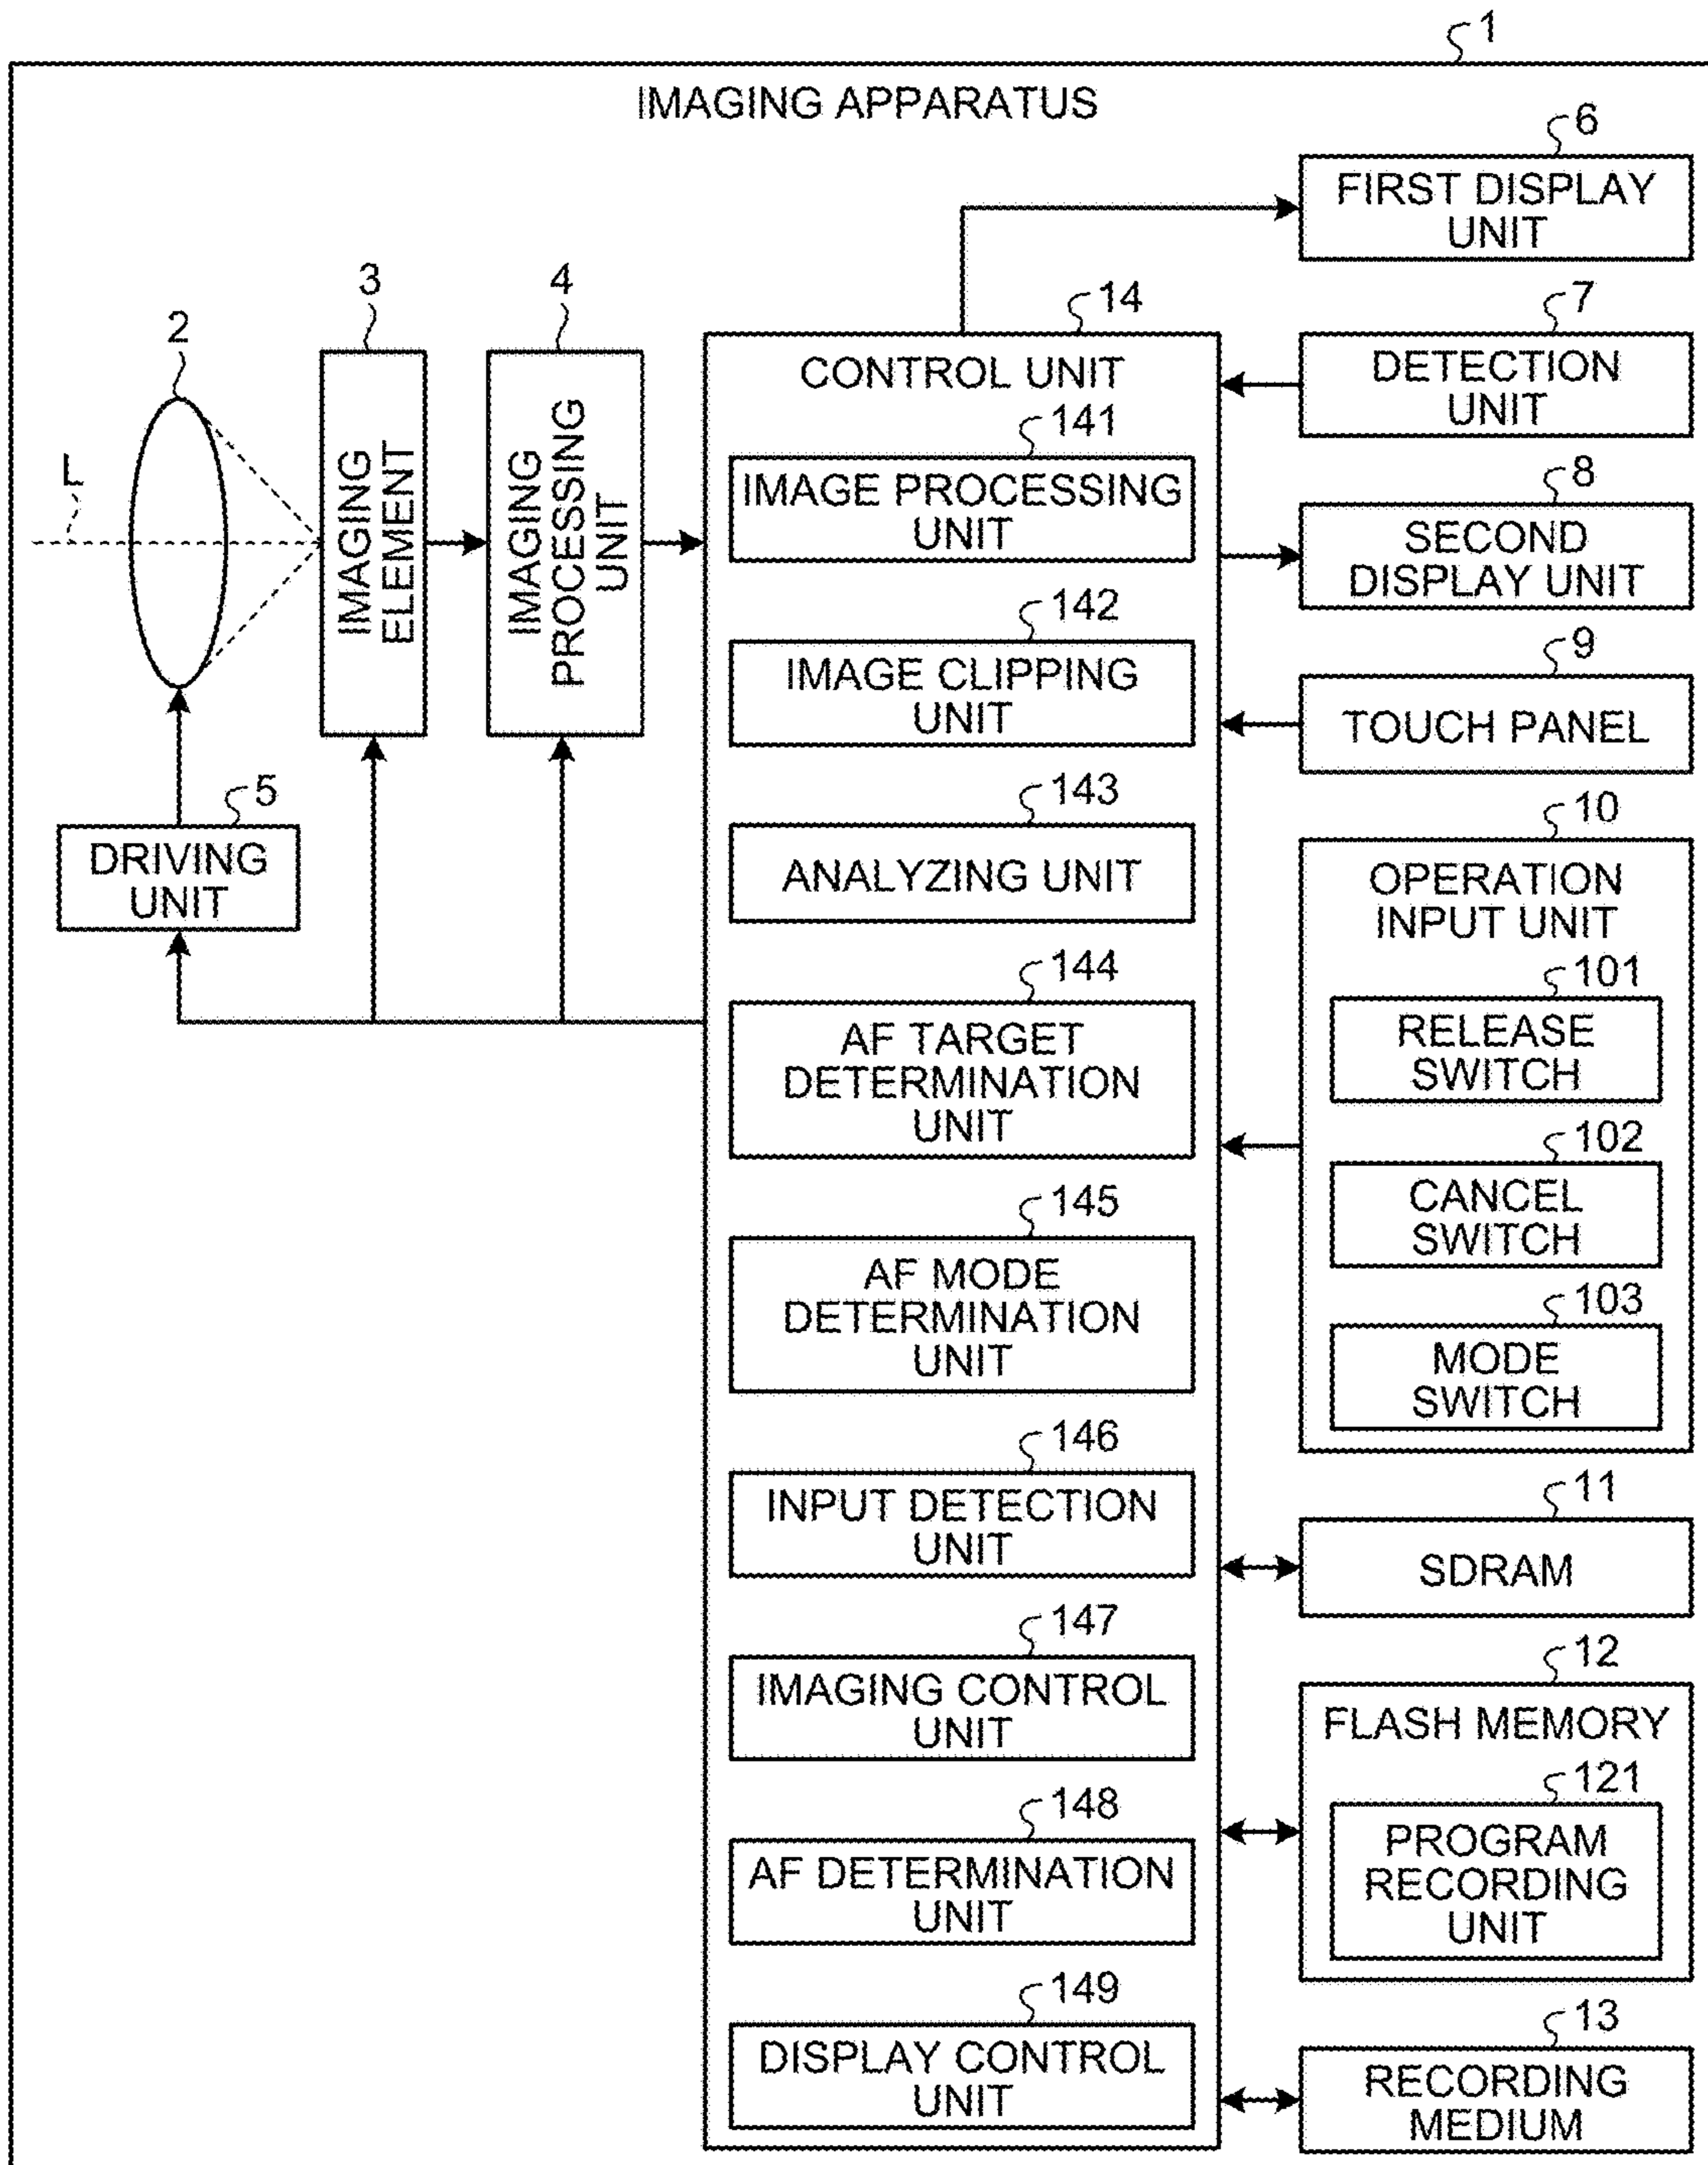 1
IMAGING APPARATUS
6
FIRST DISPLAY
UNIT
2
3
4
14
7
L
IMAGING
ELEMENT
IMAGING
PROCESSING
UNIT
5
DRIVING
UNIT
CONTROL UNIT
141
IMAGE PROCESSING
UNIT
142
IMAGE CLIPPING
UNIT
143
ANALYZING UNIT
144
AF TARGET
DETERMINATION
UNIT
145
AF MODE
DETERMINATION
UNIT
146
INPUT DETECTION
UNIT
147
IMAGING CONTROL
UNIT
148
AF DETERMINATION
UNIT
149
DISPLAY CONTROL
UNIT
DETECTION
UNIT
8
SECOND
DISPLAY UNIT
9
TOUCH PANEL
10
OPERATION
INPUT UNIT
101
RELEASE
SWITCH
102
CANCEL
SWITCH
103
MODE
SWITCH
11
SDRAM
12
FLASH MEMORY
121
PROGRAM
RECORDING
UNIT
13
RECORDING
MEDIUM